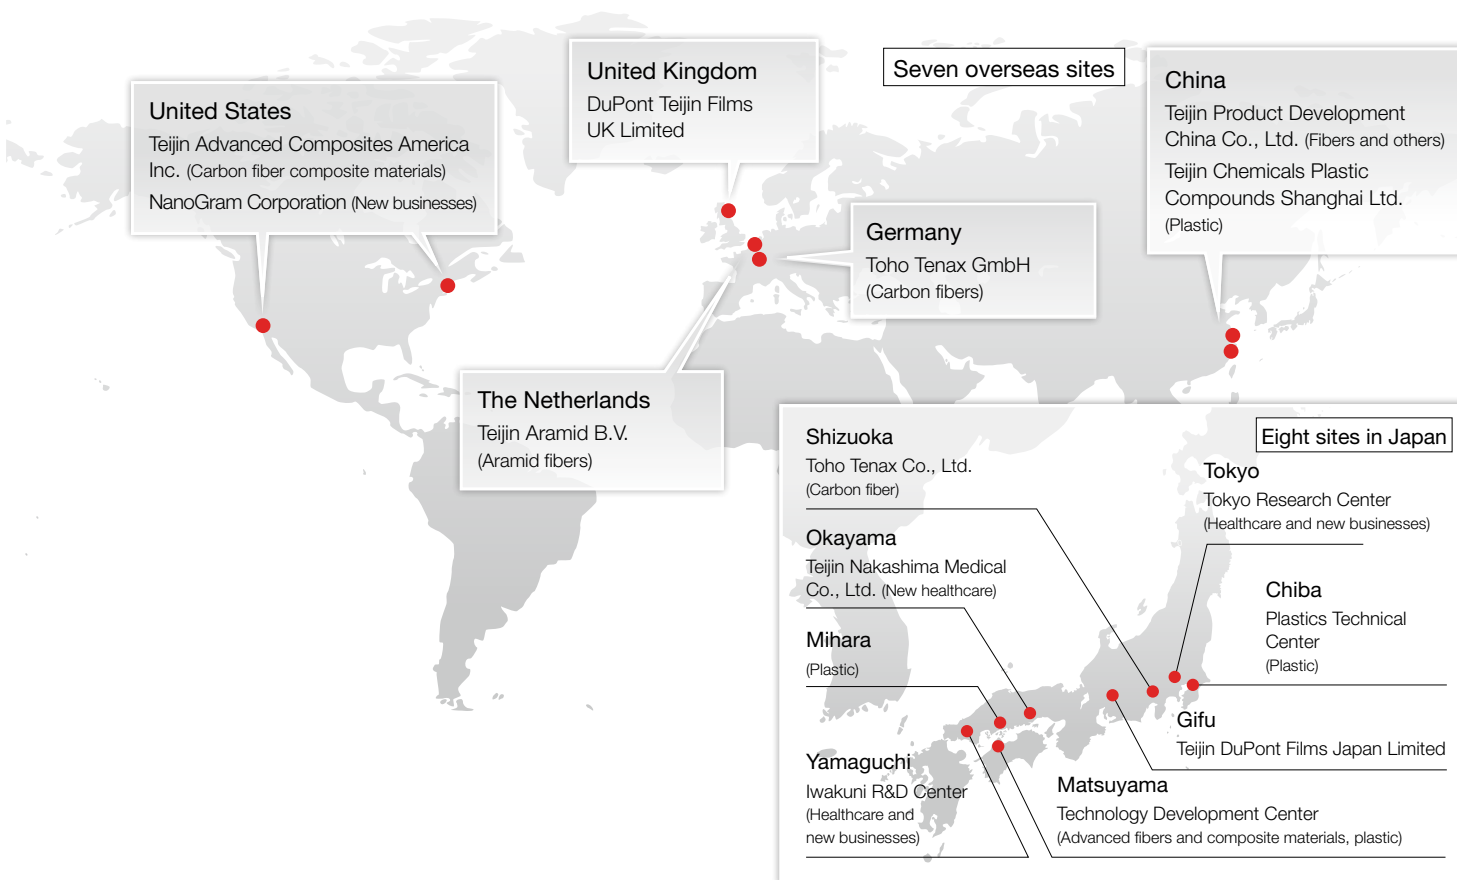 Seven overseas sites
United States
Teijin Advanced Composites America
Inc. (Carbon fiber composite materials)
NanoGram Corporation (New businesses)
United Kingdom
DuPont Teijin Films
UK Limited
China
Teijin Product Development
China Co., Ltd. (Fibers and others)
Teijin Chemicals Plastic
Compounds Shanghai Ltd.
(Plastic)
Germany
Toho Tenax GmbH
(Carbon fibers)
The Netherlands
Teijin Aramid B.V.
(Aramid fibers)
Eight sites in Japan
Shizuoka
Toho Tenax Co., Ltd.
(Carbon fiber)
Okayama
Teijin Nakashima Medical
Co., Ltd. (New healthcare)
Mihara
(Plastic)
Yamaguchi
Iwakuni R&D Center
(Healthcare and
new businesses)
Tokyo
Tokyo Research Center
(Healthcare and new businesses)
Chiba
Plastics Technical
Center
(Plastic)
Gifu
Teijin DuPont Films Japan Limited
Matsuyama
Technology Development Center
(Advanced fibers and composite materials, plastic)